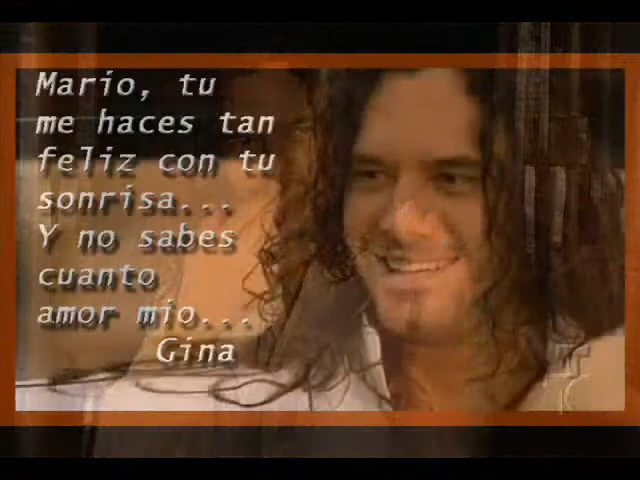 Mario, tu
me haces tan
feliz con tu
sonrisa...
Y no sabes
cuanto
amor mio...
Gina